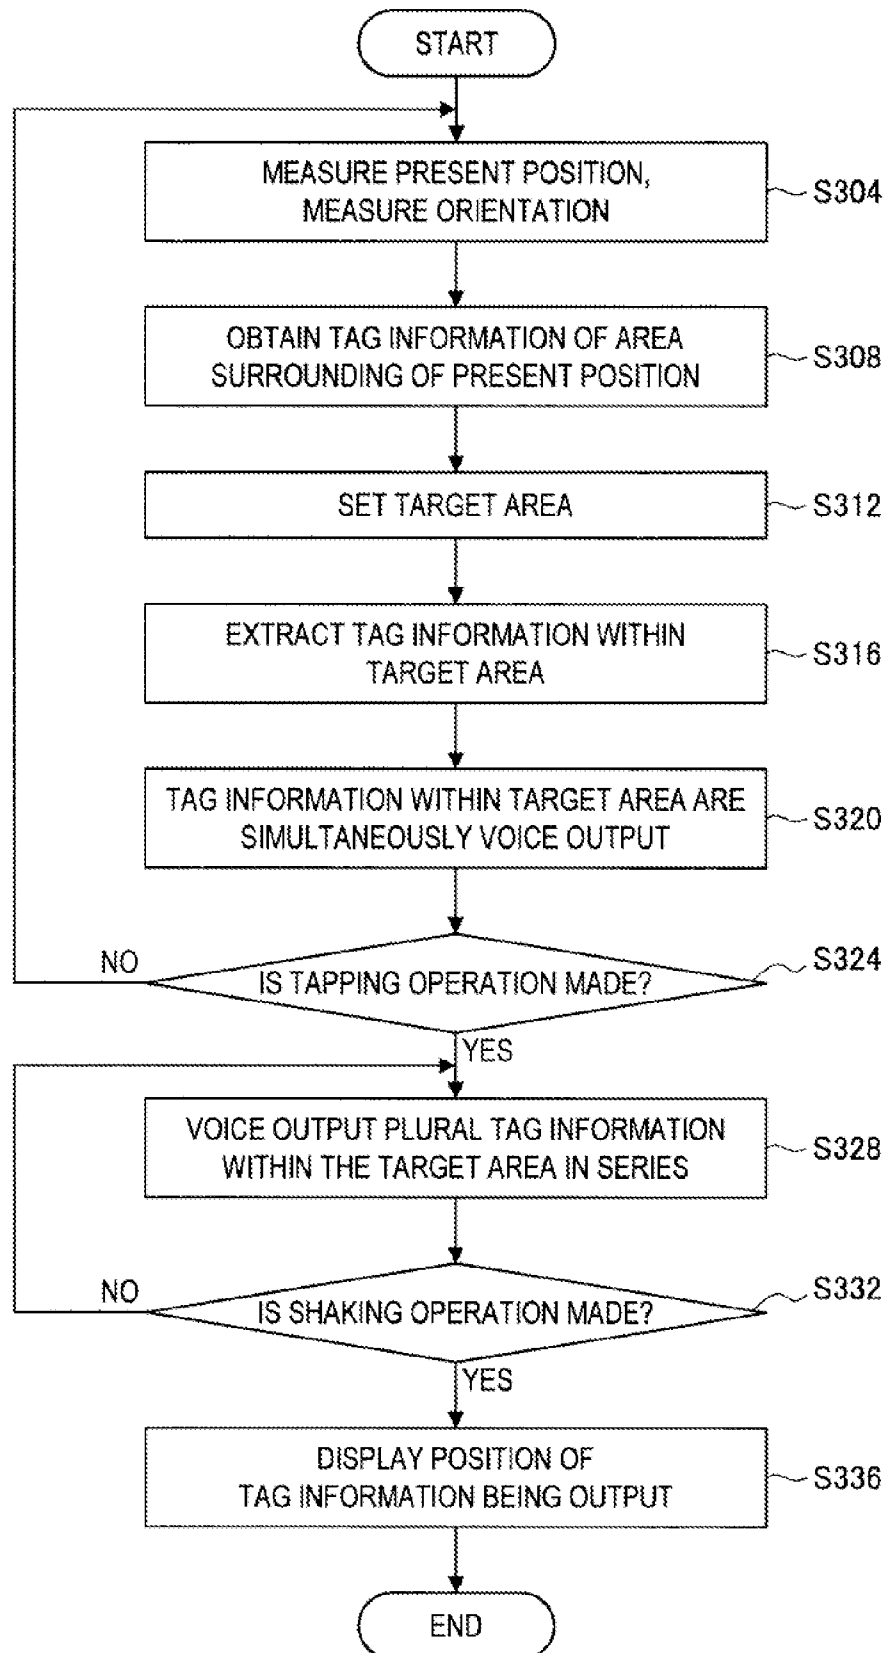 START
MEASURE PRESENT POSITION,
MEASURE ORIENTATION
S304
OBTAIN TAG INFORMATION OF AREA
SURROUNDING OF PRESENT POSITION
S308
SET TARGET AREA
S312
EXTRACT TAG INFORMATION WITHIN
TARGET AREA
S316
TAG INFORMATION WITHIN TARGET AREA ARE
SIMULTANEOUSLY VOICE OUTPUT
S320
NO
IS TAPPING OPERATION MADE?
S324
YES
VOICE OUTPUT PLURAL TAG INFORMATION
WITHIN THE TARGET AREA IN SERIES
S328
NO
IS SHAKING OPERATION MADE?
S332
YES
DISPLAY POSITION OF
TAG INFORMATION BEING OUTPUT
S336
END